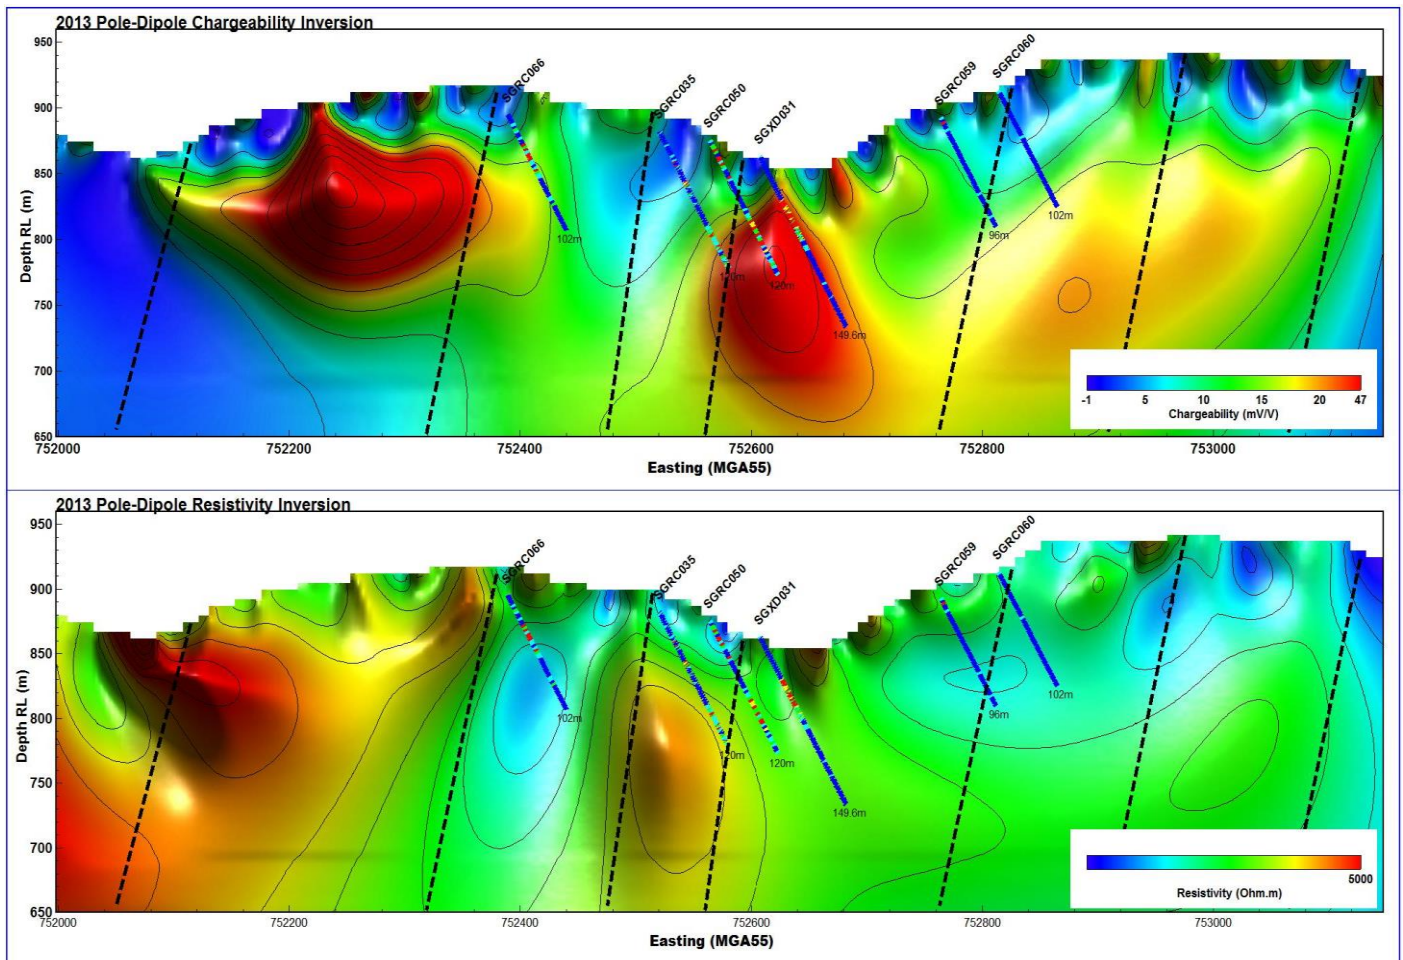 2013 Pole-Dipole Chargeability Inversion
950
900
850
800
750
700
650
Depth RL (m)
SGRC066
SGRC035
SGRC050
SGXD031
SGRC059
SGRC060
102m
120m
120m
149.6m
96m
102m
-1 5 10 15 20 47
Chargeability (mV/V)
752000 752200 752400 752600 752800 753000
Easting (MGA55)
2013 Pole-Dipole Resistivity Inversion
950
900
850
800
750
700
650
Depth RL (m)
SGRC066
SGRC035
SGRC050
SGXD031
SGRC059
SGRC060
102m
120m
120m
149.6m
96m
102m
5000
Resistivity (Ohm.m)
752000 752200 752400 752600 752800 753000
Easting (MGA55)